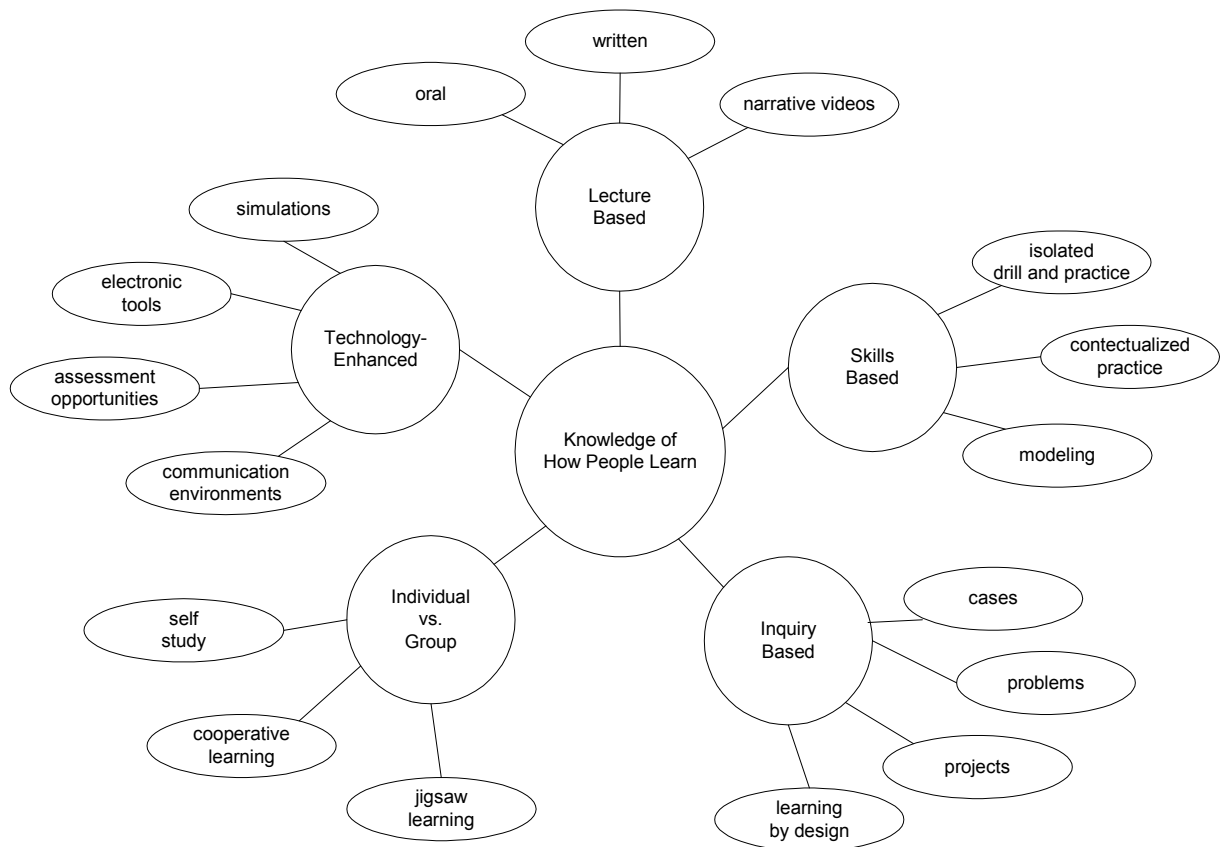 written
oral
narrative videos
Lecture
Based
simulations
electronic
tools
Technology-
Enhanced
assessment
opportunities
communication
environments
isolated
drill and practice
Skills
Based
contectualized
practice
modeling
Knowledge of
How People Learn
Individual
vs.
Group
self
study
cooperative
learning
jigsaw
learning
Inquiry
Based
cases
problems
projects
learning
by design